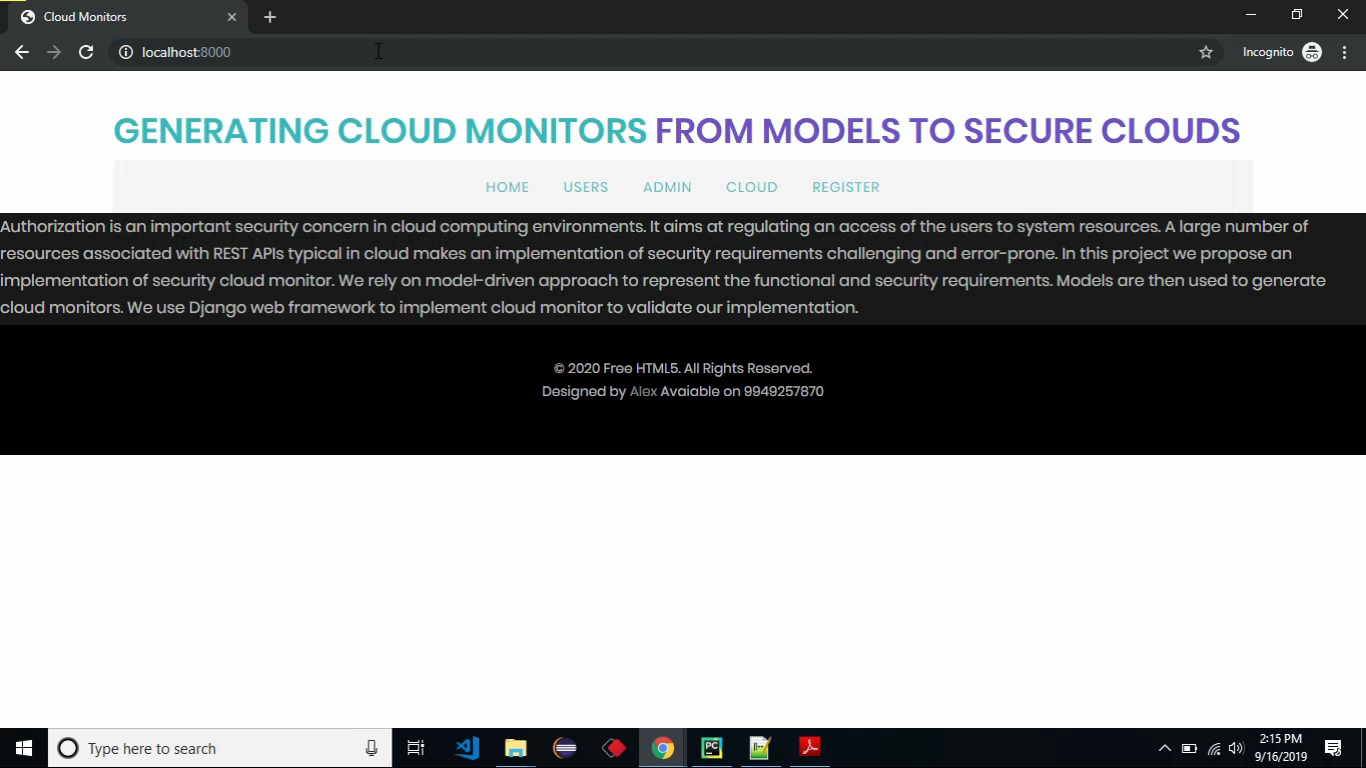 Cloud Monitors
localhost:8000
Incognito
GENERATING CLOUD MONITORS FROM MODELS TO SECURE CLOUDS
HOME USERS ADMIN CLOUD REGISTER
Authorization is an important security concern in cloud computing environments. It aims at regulating an access of the users to system resources. A large number of
resources associated with REST APIs typical in cloud makes an implementation of security requirements challenging and error-prone. In this project we propose an
implementation of security cloud monitor. We rely on model-driven approach to represent the functional and security requirements. Models are then used to generate
cloud monitors. We use Django web framework to implement cloud monitor to validate our implementation.
© 2020 Free HTML5. All Rights Reserved.
Designed by Alex Avaiable on 9949257870
Type here to search
PC
2:15 PM
9/16/2019